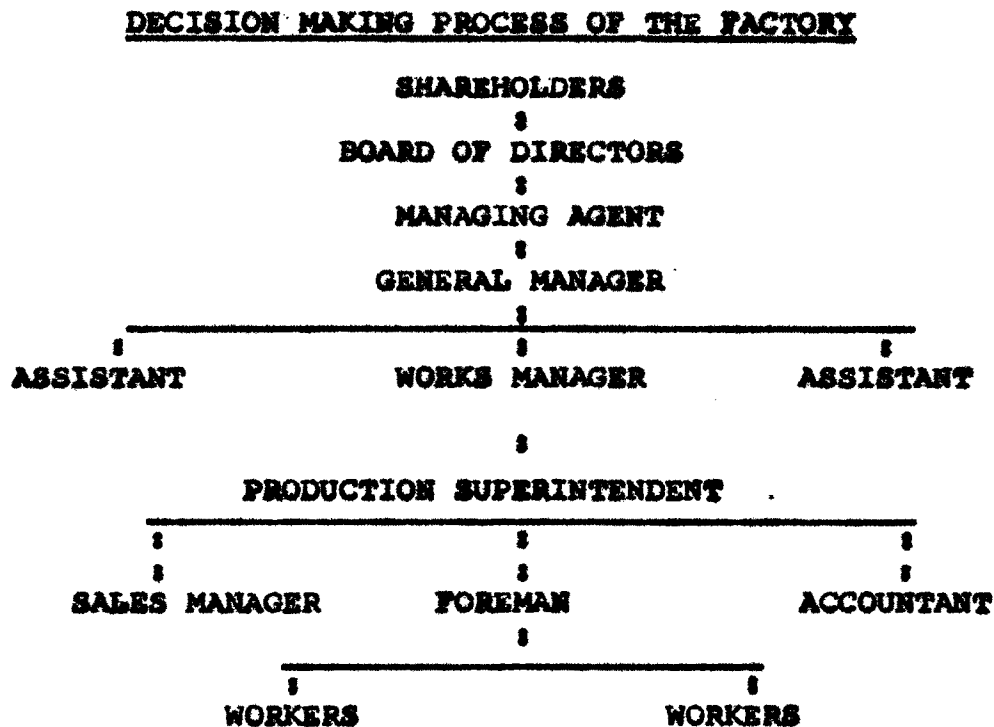 DECISION MAKING PROCESS OF THE FACTORY
SHAREHOLDERS
BOARD OF DIRECTORS
MANAGING AGENT
GENERAL MANAGER
ASSISTANT WORKS MANAGER ASSISTANT
PRODUCTION SUPERINTENDENT
SALES MANAGER FOREMAN ACCOUNTANT
WORKERS WORKERS